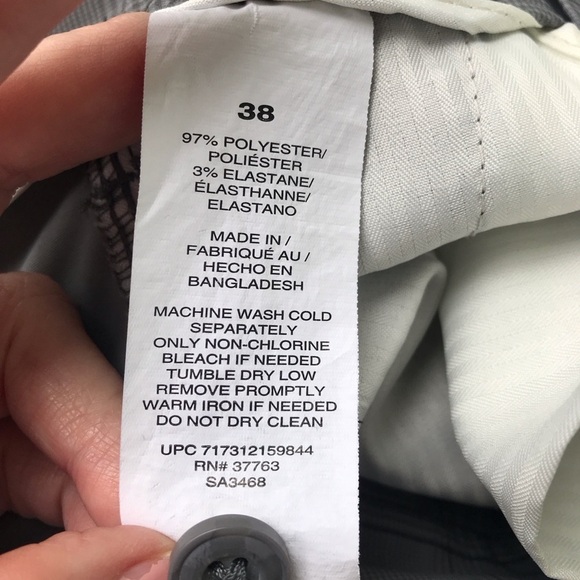 38
97% POLYESTER/
POLIÉSTER
3% ELASTANE/
ÉLASTHANNE/
ELASTANO
MADE IN /
FABRIQUÉ AU /
HECHO EN
BANGLADESH
MACHINE WASH COLD
SEPARATELY
ONLY NON-CHLORINE
BLEACH IF NEEDED
TUMBLE DRY LOW
REMOVE PROMPTLY
WARM IRON IF NEEDED
DO NOT DRY CLEAN
UPC 717312159844
RN# 37763
SA3468